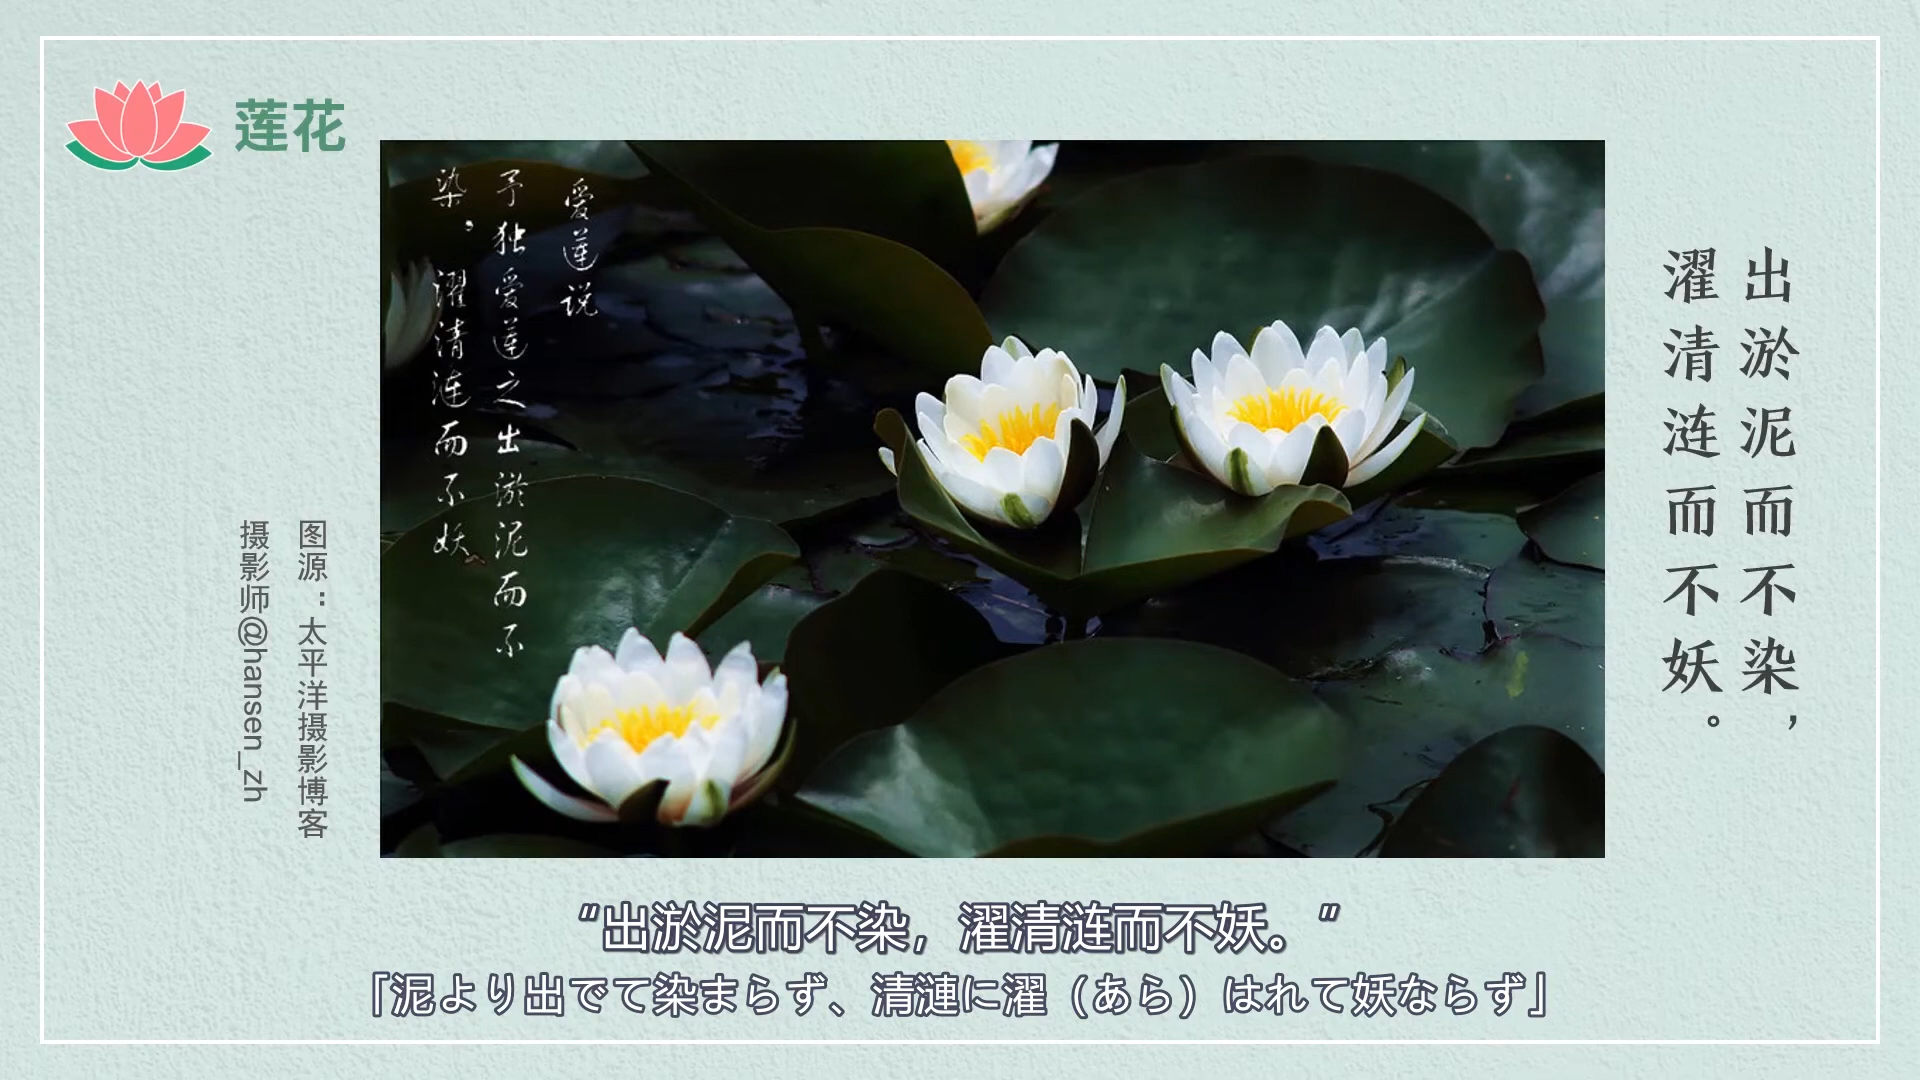 莲花
爱莲说
予独爱莲之出淤泥而不
染，濯清涟而不妖
出淤泥而不染，
濯清涟而不妖。
图源：太平洋摄影博客
摄影师@hansen_zh
“出淤泥而不染，濯清涟而不妖。”
「泥より出でて染まらず、清漣に濯（あら）はれて妖ならず」